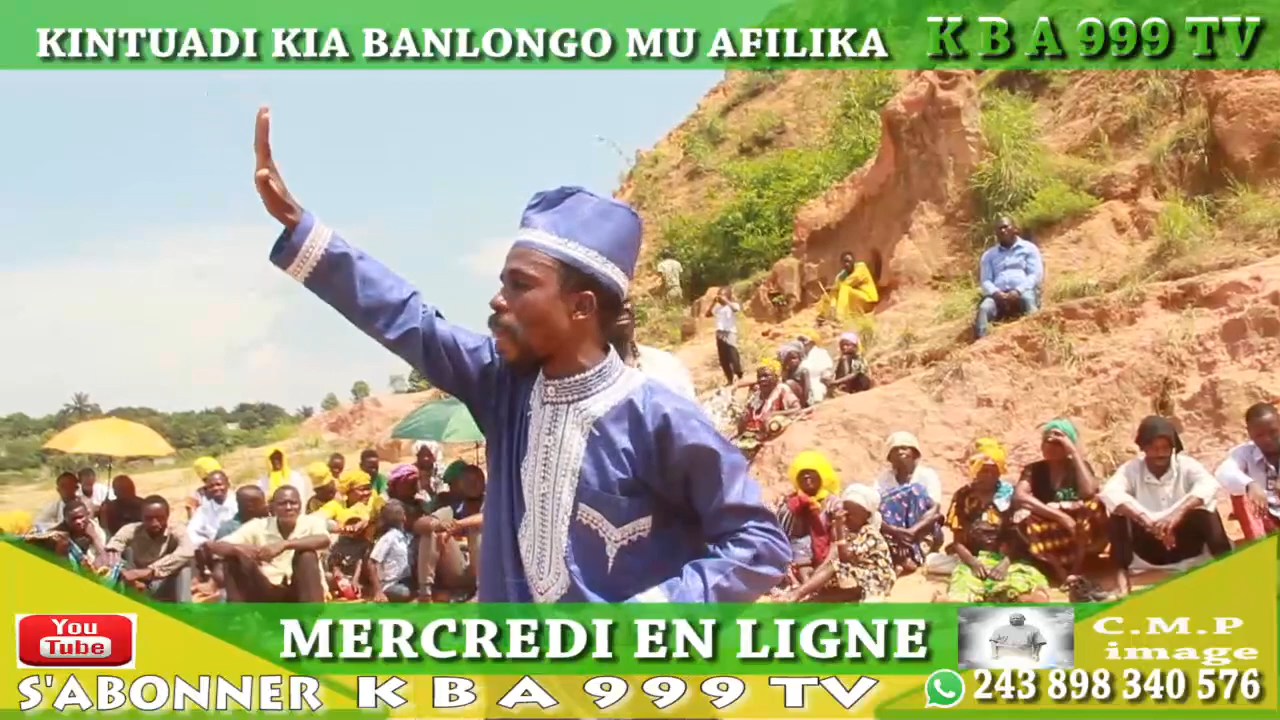 KINTUADI KIA BANLONGO MU AFILIKA
K B A 999 TV
MERCREDI EN LIGNE
You
Tube
C.M.P
image
S'ABONNER K B A 999 TV
243 898 340 576